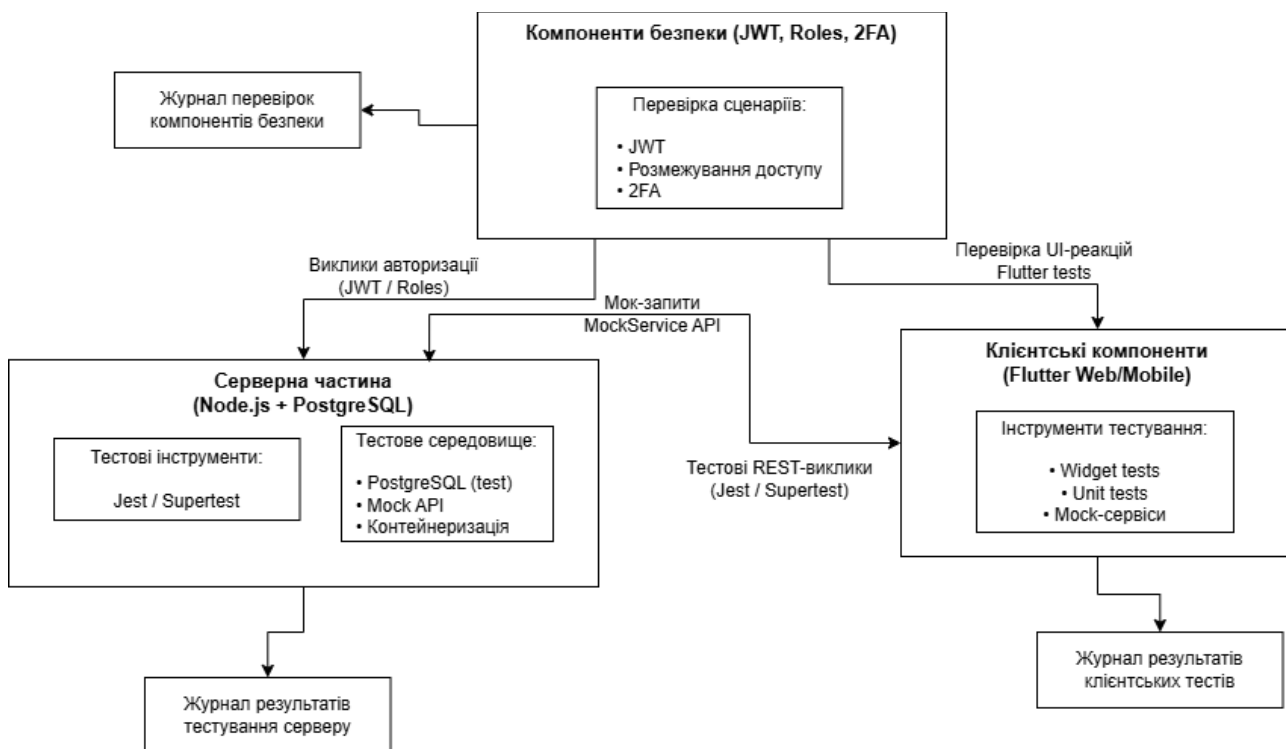 Компоненти безпеки (JWT, Roles, 2FA)
Журнал перевірок
компонентів безпеки
Перевірка сценаріїв:
• JWT
• Розмежування доступу
• 2FA
Виклики авторизації
(JWT / Roles)
Перевірка UI-реакцій
Flutter tests
Мок-запити
MockService API
Серверна частина
(Node.js + PostgreSQL)
Тестові інструменти:
Jest / Supertest
Тестове середовище:
• PostgreSQL (test)
• Mock API
• Контейнеризація
Тестові REST-виклики
(Jest / Supertest)
Клієнтські компоненти
(Flutter Web/Mobile)
Інструменти тестування:
• Widget tests
• Unit tests
• Mock-сервіси
Журнал результатів
тестування серверу
Журнал результатів
клієнтських тестів